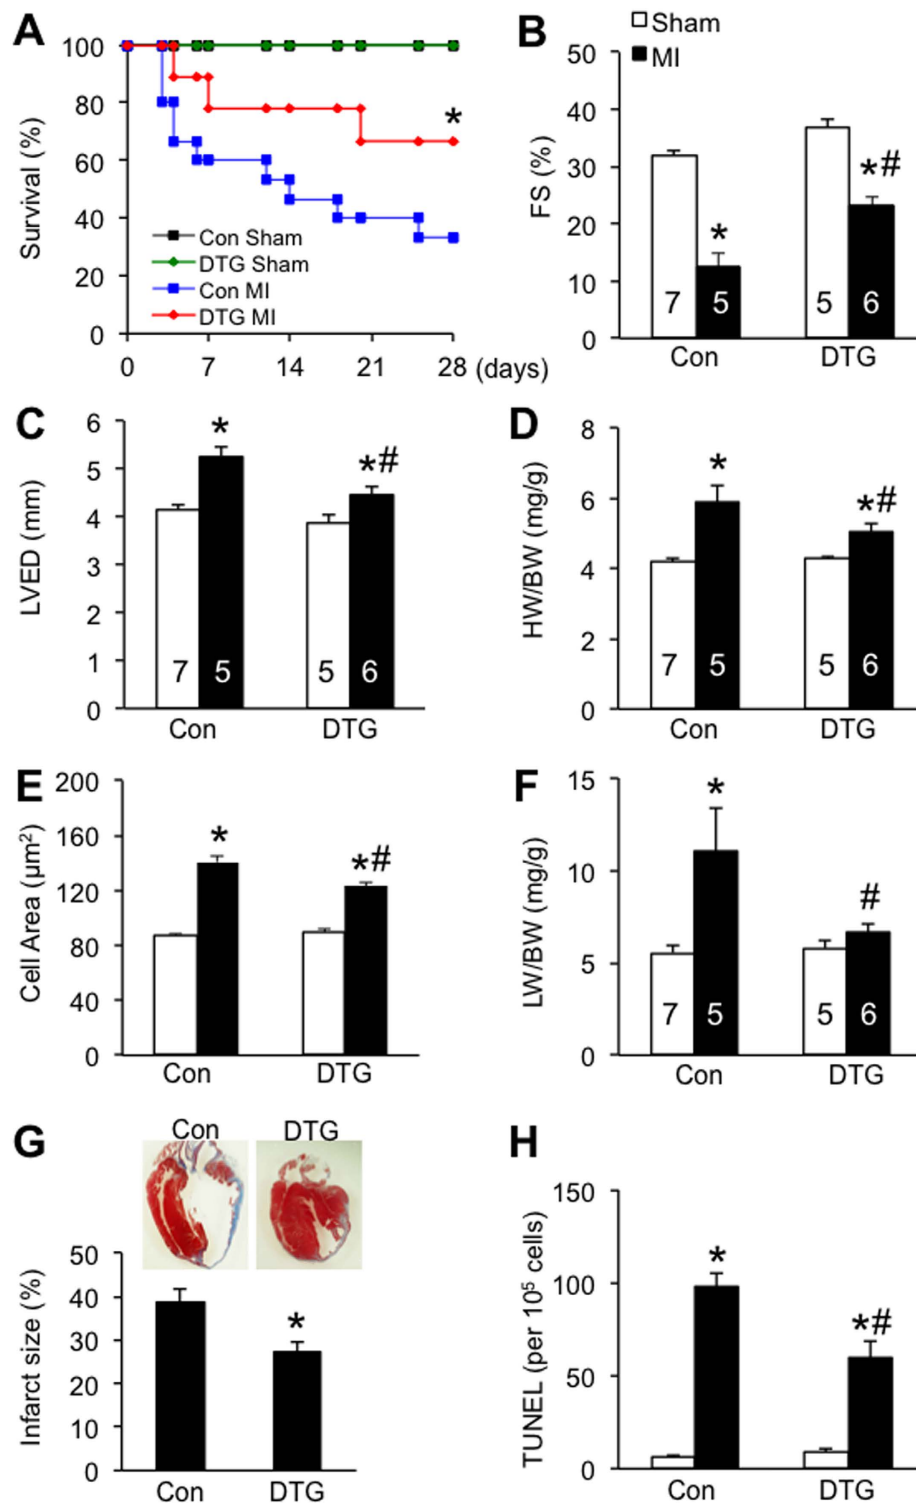 A
Survival (%)
100
80
60
40
20
0
*
Con Sham
DTG Sham
Con MI
DTG MI
0 7 14 21 28 (days)
B
Sham
MI
FS (%)
50
40
30
20
10
0
* *#
7 5 5 6
Con DTG
C
LVED (mm)
6
5
4
3
2
1
0
* *#
7 5 5 6
Con DTG
D
HW/BW (mg/g)
8
6
4
2
0
* *#
7 5 5 6
Con DTG
E
Cell Area (µm²)
200
160
120
80
40
0
* *#
Con DTG
F
LW/BW (mg/g)
15
10
5
0
* #
7 5 5 6
Con DTG
G
Con DTG
Infarct size (%)
50
40
30
20
10
0
*
Con DTG
H
TUNEL (per 10⁵ cells)
150
100
50
0
* *#
Con DTG